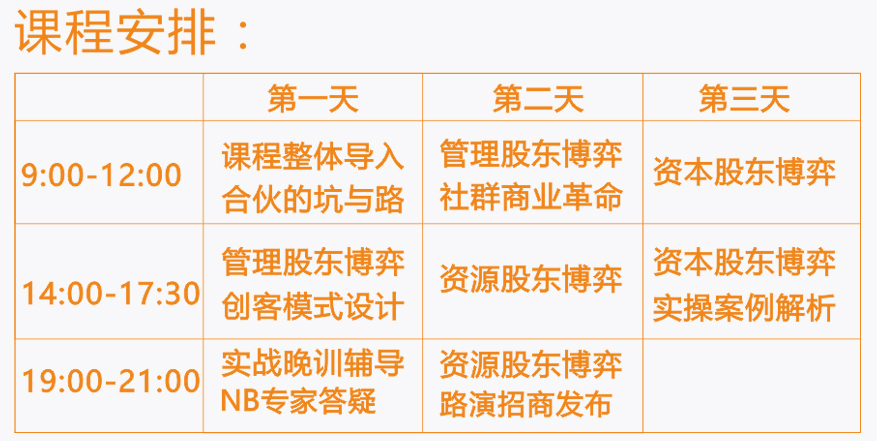 课程安排：
第一天 第二天 第三天
9:00-12:00 课程整体导入 管理股东博弈 资本股东博弈
合伙的坑与路 社群商业革命
14:00-17:30 管理股东博弈 资源股东博弈 资本股东博弈
创客模式设计 实操案例解析
19:00-21:00 实战晚训辅导 资源股东博弈
NB专家答疑 路演招商发布